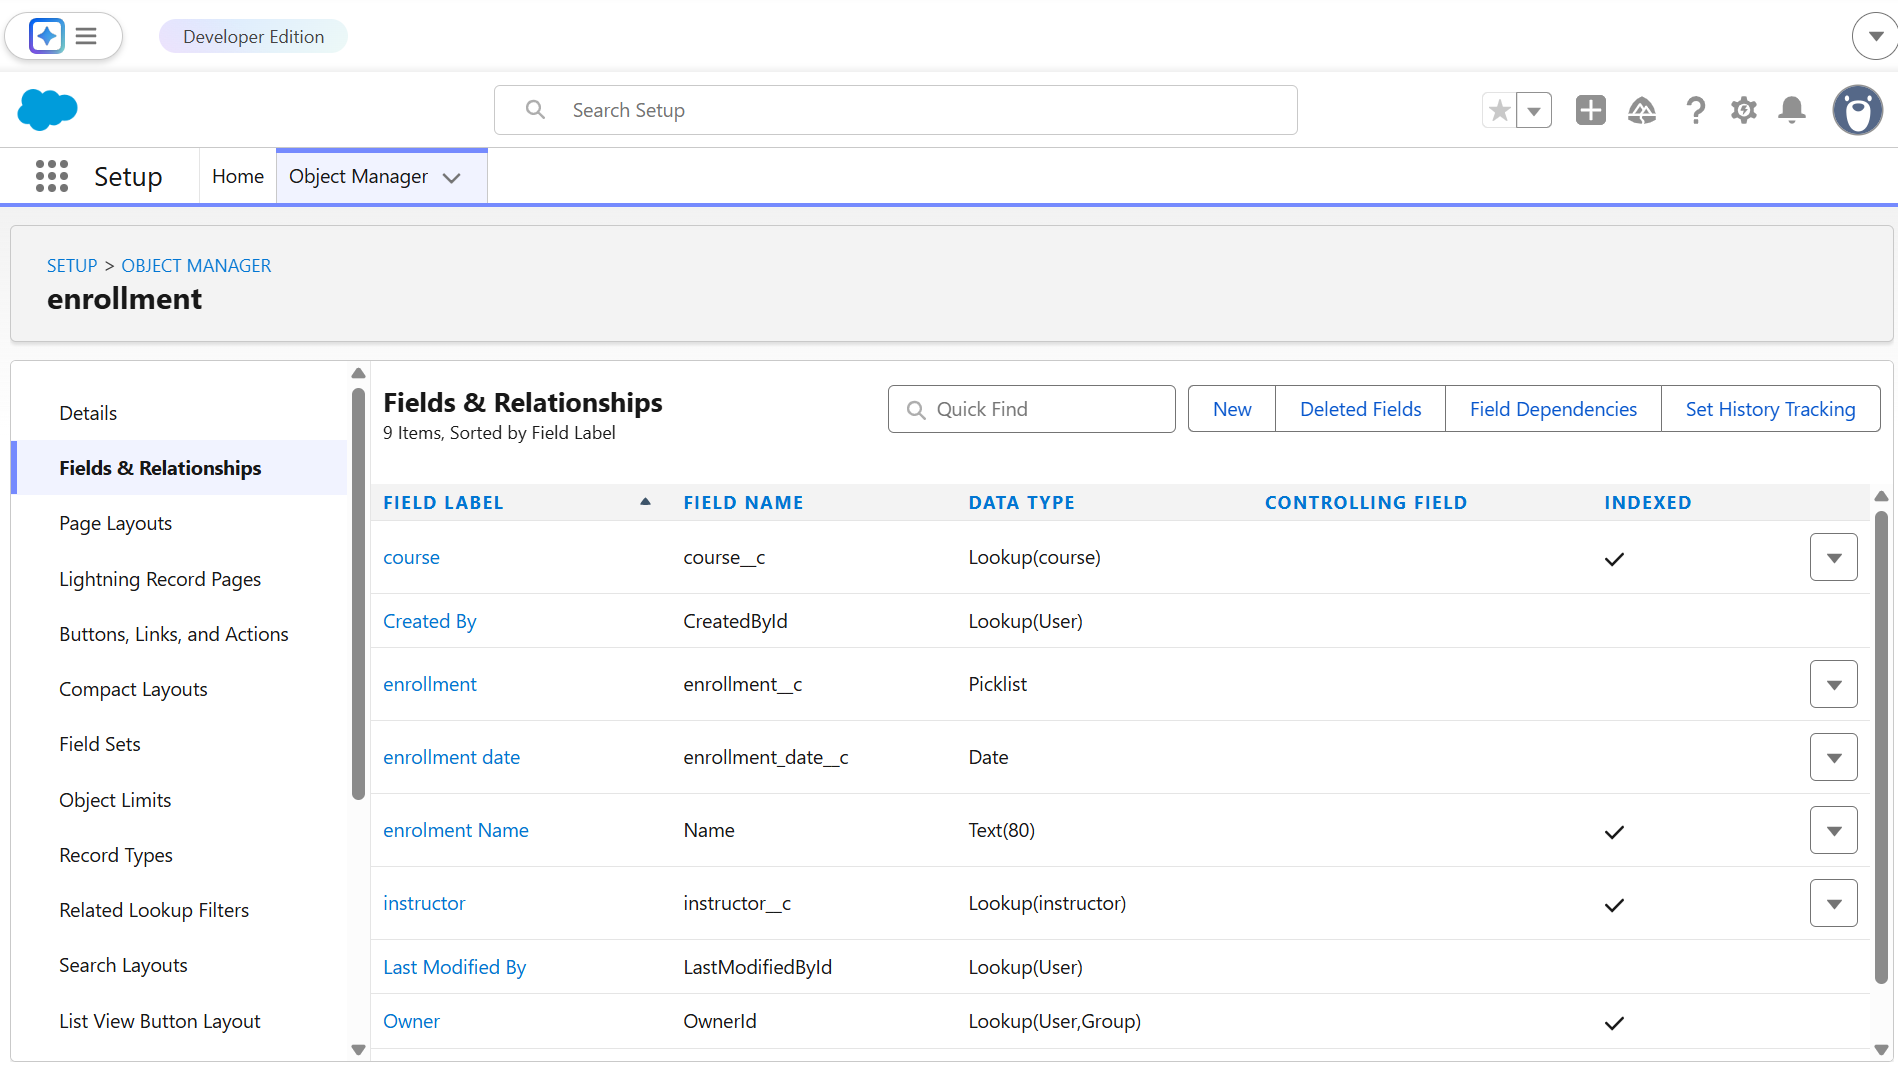 Developer Edition
Search Setup
Setup
Home
Object Manager
SETUP > OBJECT MANAGER
enrollment
Details
Fields & Relationships
Page Layouts
Lightning Record Pages
Buttons, Links, and Actions
Compact Layouts
Field Sets
Object Limits
Record Types
Related Lookup Filters
Search Layouts
List View Button Layout
Fields & Relationships
9 Items, Sorted by Field Label
Quick Find
New
Deleted Fields
Field Dependencies
Set History Tracking
FIELD LABEL FIELD NAME DATA TYPE CONTROLLING FIELD INDEXED
course course__c Lookup(course)
Created By CreatedById Lookup(User)
enrollment enrollment__c Picklist
enrollment date enrollment_date__c Date
enrolment Name Name Text(80)
instructor instructor__c Lookup(instructor)
Last Modified By LastModifiedById Lookup(User)
Owner OwnerId Lookup(User,Group)